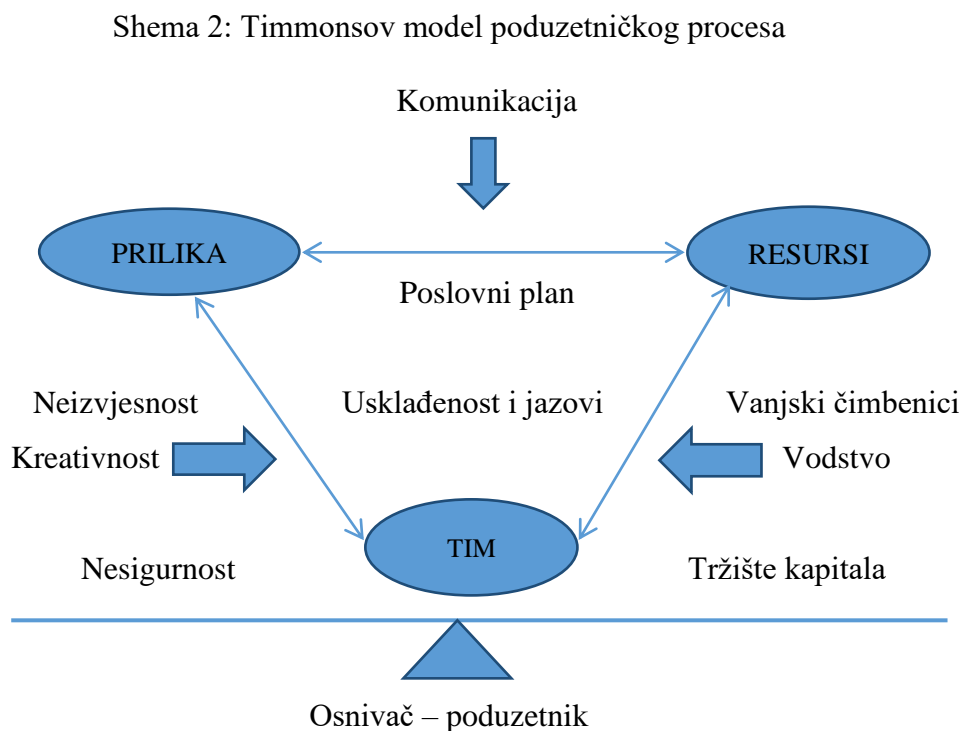 Shema 2: Timmonsov model poduzetničkog procesa
Komunikacija
PRILIKA
RESURSI
Poslovni plan
Neizvjesnost
Usklađenost i jazovi
Vanjski čimbenici
Kreativnost
Vodstvo
TIM
Nesigurnost
Tržište kapitala
Osnivač – poduzetnik